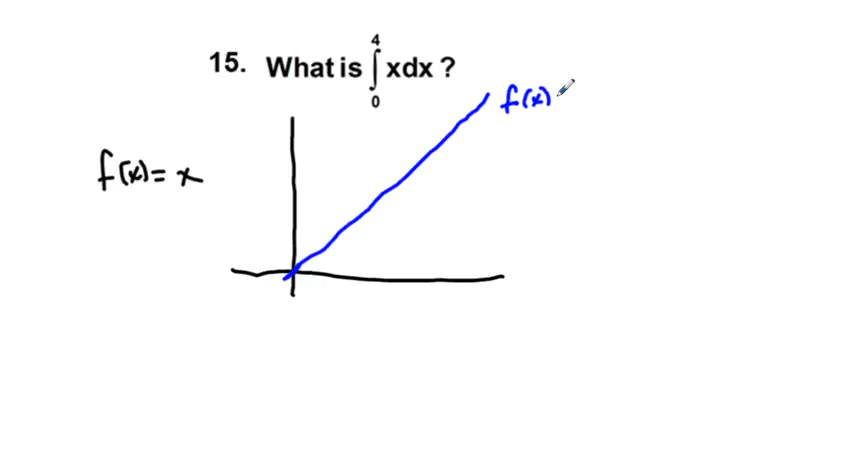 15. What is ∫₀⁴ xdx ?
f(x)
f(x) = x